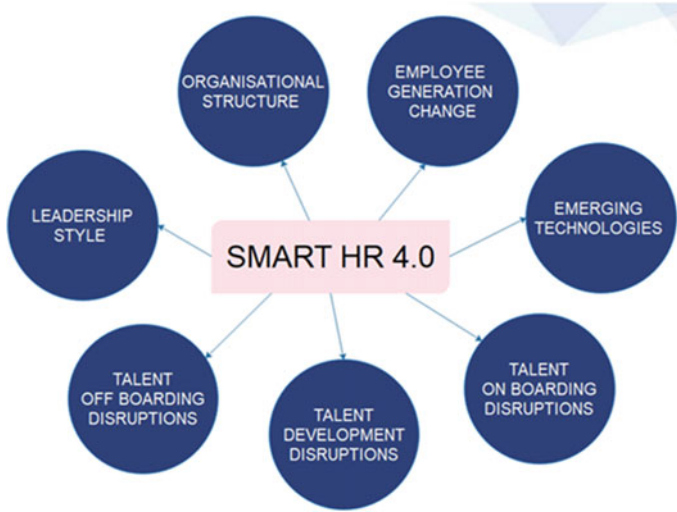 ORGANISATIONAL
STRUCTURE
EMPLOYEE
GENERATION
CHANGE
LEADERSHIP
STYLE
EMERGING
TECHNOLOGIES
SMART HR 4.0
TALENT
OFF BOARDING
DISRUPTIONS
TALENT
DEVELOPMENT
DISRUPTIONS
TALENT
ON BOARDING
DISRUPTIONS